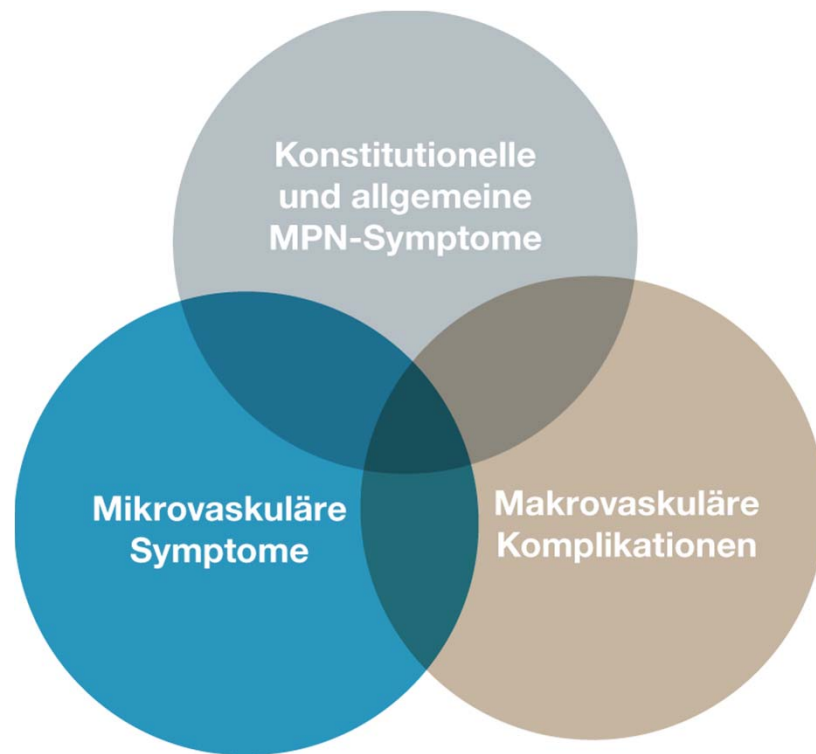 Konstitutionelle
und allgemeine
MPN-Symptome
Mikrovaskuläre
Symptome
Makrovaskuläre
Komplikationen